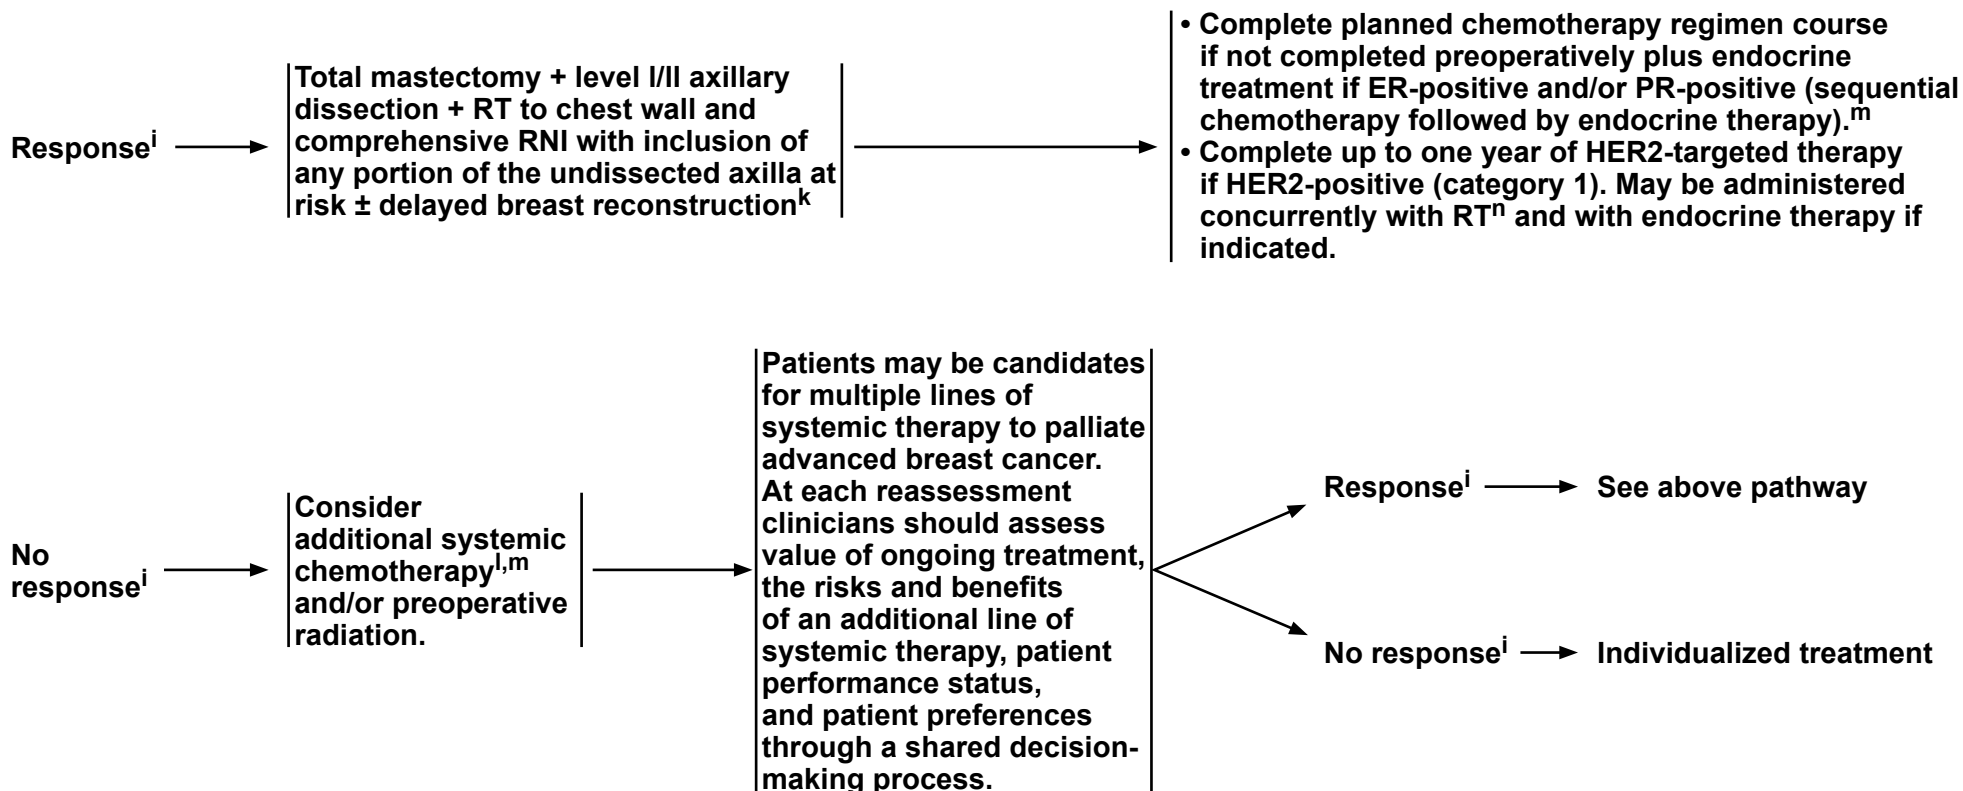 Responseⁱ
Total mastectomy + level I/II axillary
dissection + RT to chest wall and
comprehensive RNI with inclusion of
any portion of the undissected axilla at
risk ± delayed breast reconstructionᵏ
• Complete planned chemotherapy regimen course
if not completed preoperatively plus endocrine
treatment if ER-positive and/or PR-positive (sequential
chemotherapy followed by endocrine therapy).ᵐ
• Complete up to one year of HER2-targeted therapy
if HER2-positive (category 1). May be administered
concurrently with RTⁿ and with endocrine therapy if
indicated.
No
responseⁱ
Consider
additional systemic
chemotherapyˡ,ᵐ
and/or preoperative
radiation.
Patients may be candidates
for multiple lines of
systemic therapy to palliate
advanced breast cancer.
At each reassessment
clinicians should assess
value of ongoing treatment,
the risks and benefits
of an additional line of
systemic therapy, patient
performance status,
and patient preferences
through a shared decision-
making process.
Responseⁱ
See above pathway
No responseⁱ
Individualized treatment